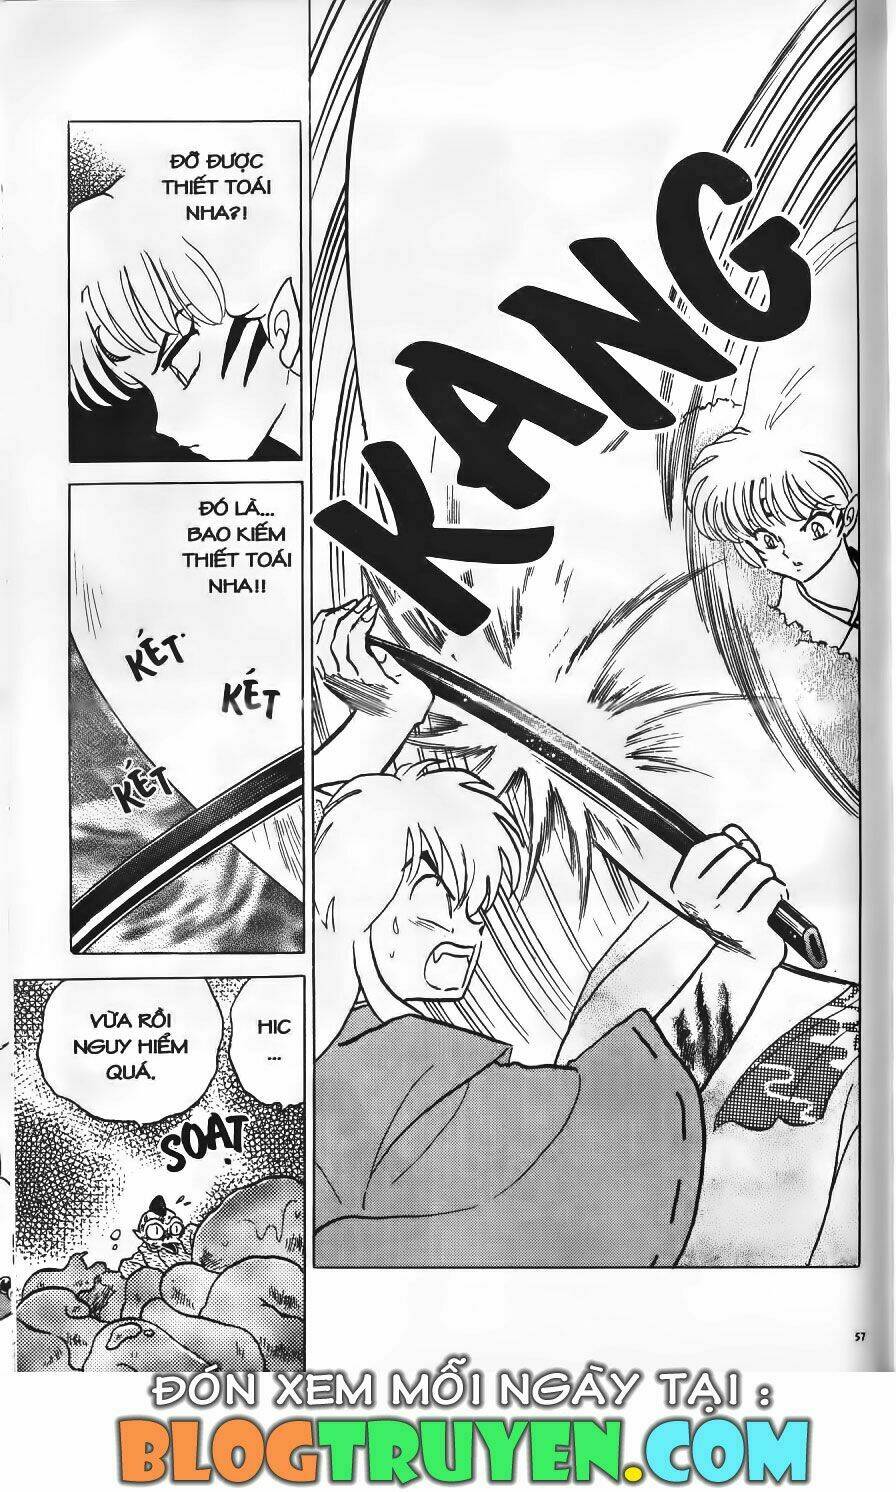 KANG
ĐỠ ĐƯỢC
THIẾT TOÁI
NHA?!
ĐÓ LÀ...
BAO KIẾM
THIẾT TOÁI
NHA!!
KÉT
KÉT
KÉT
HIC
...
VỪA RỒI
NGUY HIỂM
QUÁ.
SOẠT
57
ĐÓN XEM MỖI NGÀY TẠI :
BLOGTRUYEN.COM